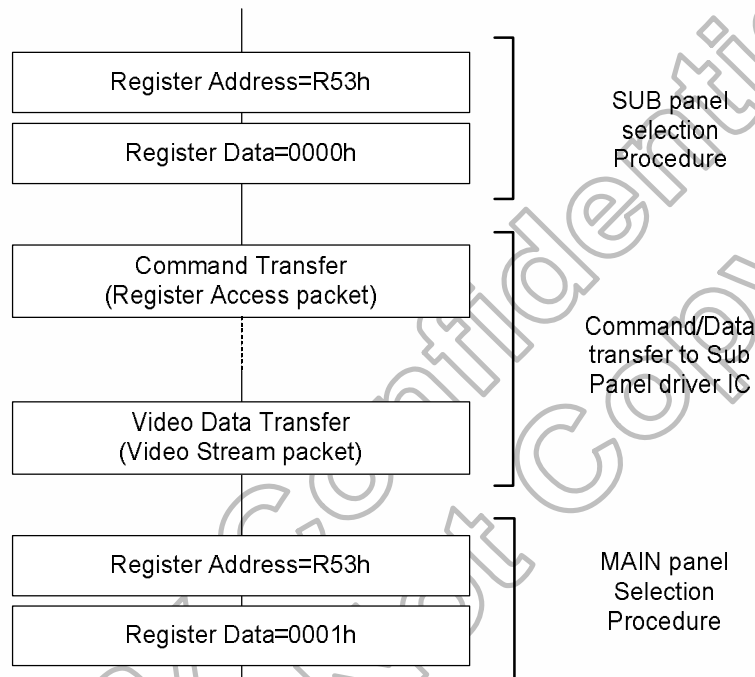 Register Address=R53h
Register Data=0000h
SUB panel
selection
Procedure
Command Transfer
(Register Access packet)
Video Data Transfer
(Video Stream packet)
Command/Data
transfer to Sub
Panel driver IC
Register Address=R53h
Register Data=0001h
MAIN panel
Selection
Procedure